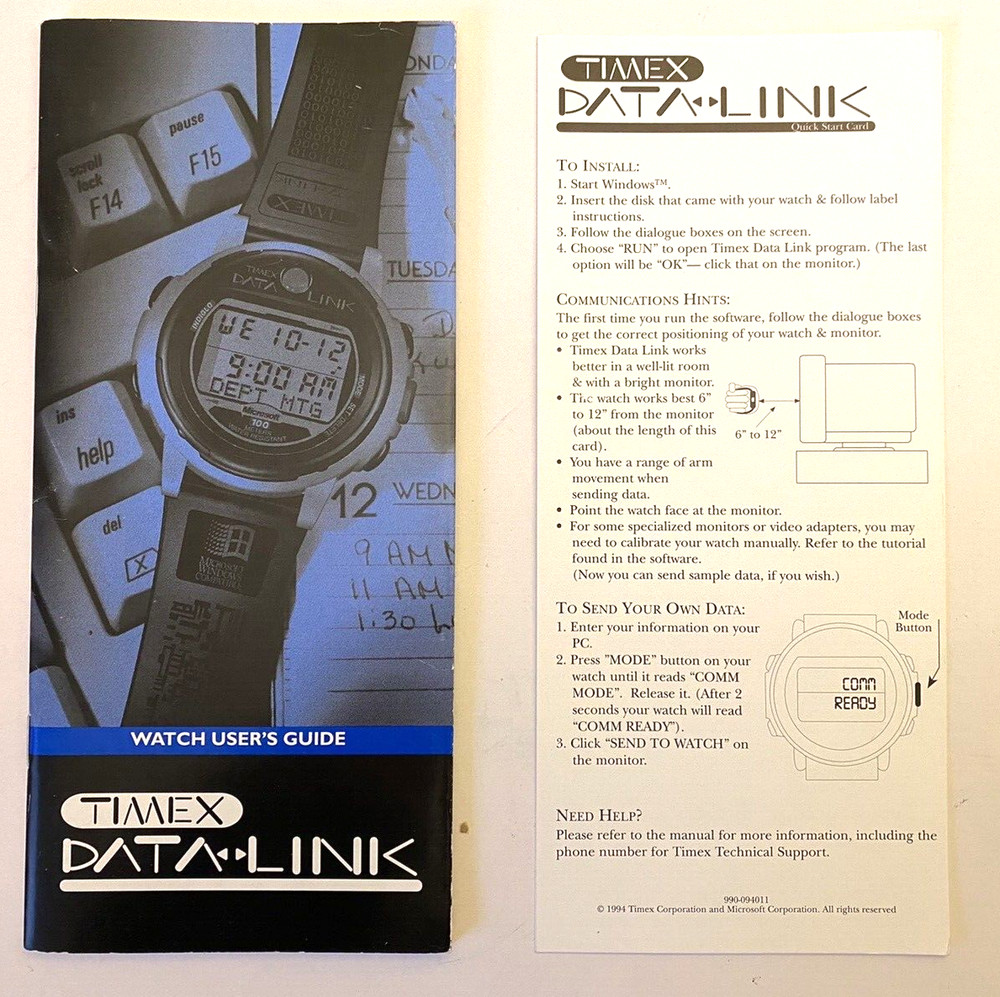 pause
F15
scroll
lock
F14
ins
help
del
X
TIMEX
TIMEX
DATA LINK
INDIGLO
WE 10-12
9:00 AM
DEPT MTG
Microsoft
100
METERS
WATER RESISTANT
MODE
MICROSOFT
WINDOWS
COMPATIBLE
OND
TUESDA
12 WEDN
9 AM
11 AM
1:30
WATCH USER'S GUIDE
TIMEX
DATA LINK
TIMEX
DATA LINK
Quick Start Card
TO INSTALL:
1. Start Windows™.
2. Insert the disk that came with your watch & follow label
instructions.
3. Follow the dialogue boxes on the screen.
4. Choose “RUN” to open Timex Data Link program. (The last
option will be “OK”— click that on the monitor.)
COMMUNICATIONS HINTS:
The first time you run the software, follow the dialogue boxes
to get the correct positioning of your watch & monitor.
• Timex Data Link works
better in a well-lit room
& with a bright monitor.
• The watch works best 6”
to 12” from the monitor
(about the length of this
card).
• You have a range of arm
movement when
sending data.
6” to 12”
• Point the watch face at the monitor.
• For some specialized monitors or video adapters, you may
need to calibrate your watch manually. Refer to the tutorial
found in the software.
(Now you can send sample data, if you wish.)
TO SEND YOUR OWN DATA:
1. Enter your information on your
PC.
2. Press ”MODE” button on your
watch until it reads “COMM
MODE”. Release it. (After 2
seconds your watch will read
“COMM READY”).
3. Click “SEND TO WATCH” on
the monitor.
Mode
Button
COMM
READY
NEED HELP?
Please refer to the manual for more information, including the
phone number for Timex Technical Support.
990-094011
© 1994 Timex Corporation and Microsoft Corporation. All rights reserved